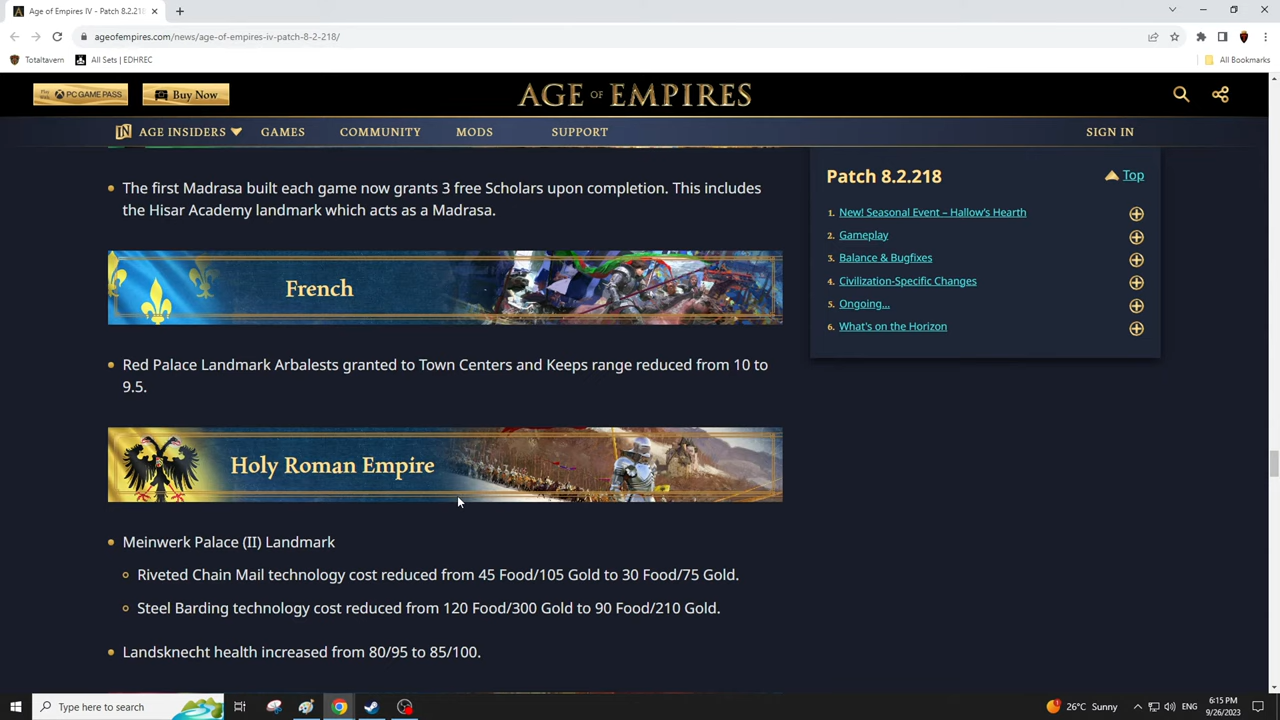 Age of Empires IV - Patch 8.2.218
ageofempires.com/news/age-of-empires-iv-patch-8-2-218/
Totaltavern
All Sets | EDHREC
All Bookmarks
PC GAME PASS
Buy Now
AGE OF EMPIRES
AGE INSIDERS
GAMES
COMMUNITY
MODS
SUPPORT
SIGN IN
The first Madrasa built each game now grants 3 free Scholars upon completion. This includes
the Hisar Academy landmark which acts as a Madrasa.
French
Red Palace Landmark Arbalests granted to Town Centers and Keeps range reduced from 10 to
9.5.
Holy Roman Empire
Meinwerk Palace (II) Landmark
Riveted Chain Mail technology cost reduced from 45 Food/105 Gold to 30 Food/75 Gold.
Steel Barding technology cost reduced from 120 Food/300 Gold to 90 Food/210 Gold.
Landsknecht health increased from 80/95 to 85/100.
Patch 8.2.218
Top
1. New! Seasonal Event – Hallow's Hearth
2. Gameplay
3. Balance & Bugfixes
4. Civilization-Specific Changes
5. Ongoing...
6. What's on the Horizon
Type here to search
26°C Sunny
ENG
6:15 PM
9/26/2023